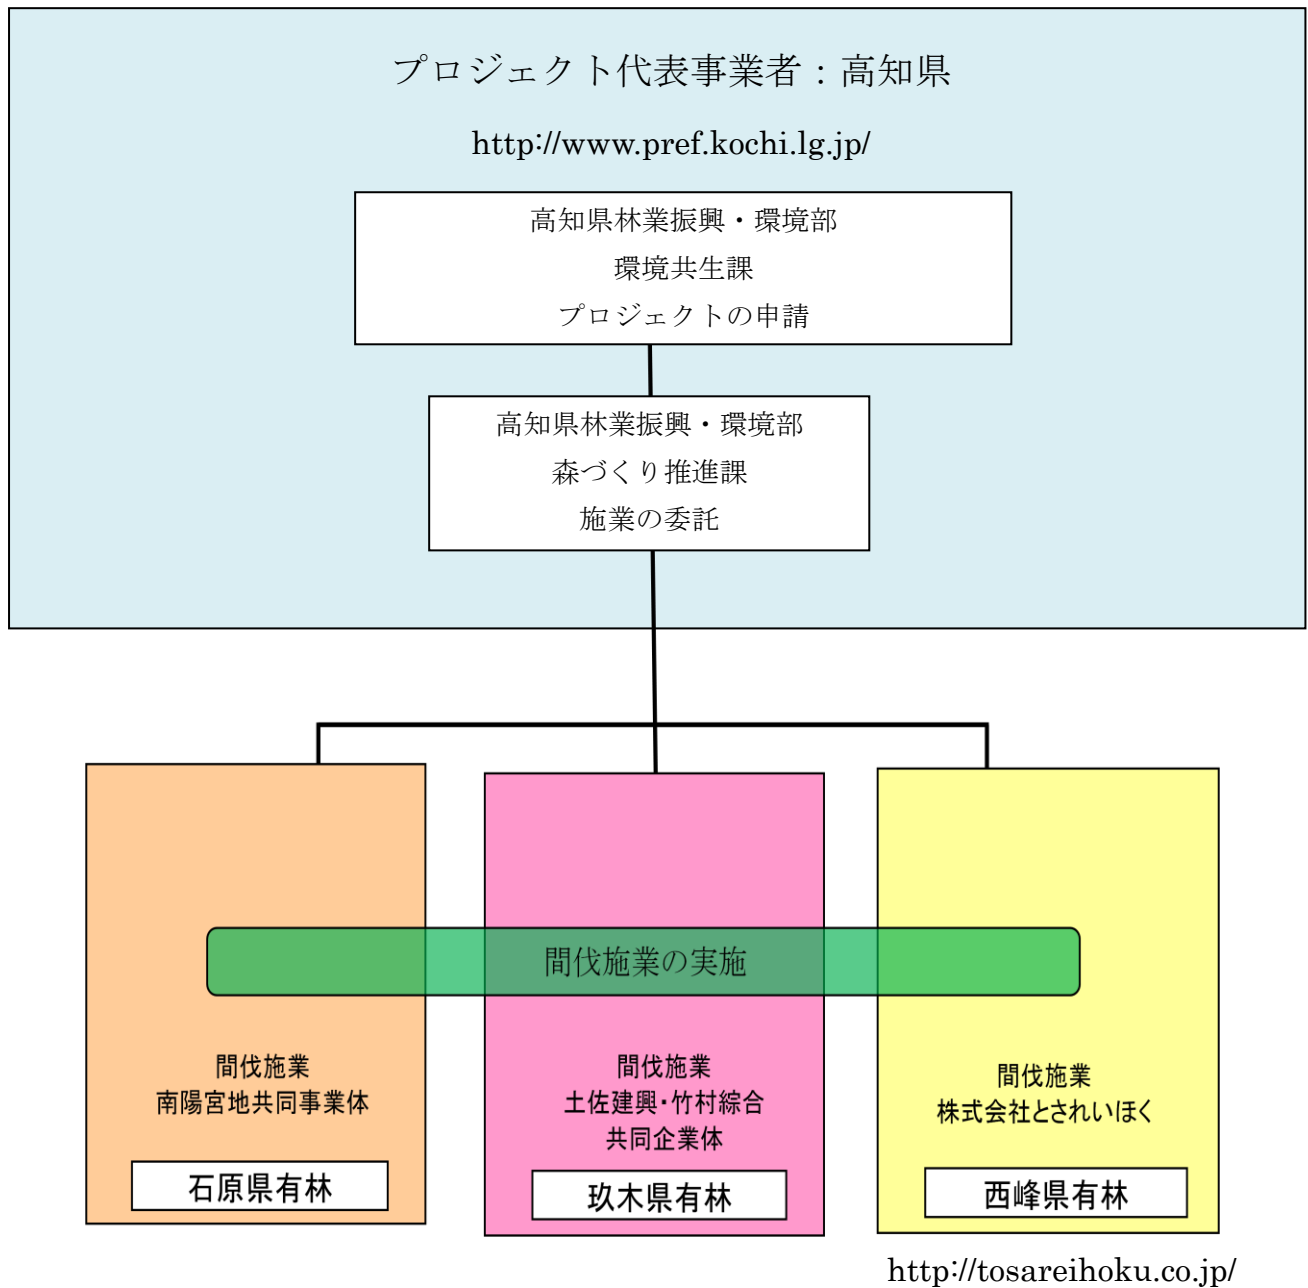 プロジェクト代表事業者：高知県
http://www.pref.kochi.lg.jp/
高知県林業振興・環境部
環境共生課
プロジェクトの申請
高知県林業振興・環境部
森づくり推進課
施業の委託
間伐施業の実施
間伐施業
南陽宮地共同事業体
石原県有林
間伐施業
土佐建興・竹村綜合
共同企業体
玖木県有林
間伐施業
株式会社とされいほく
西峰県有林
http://tosareihoku.co.jp/